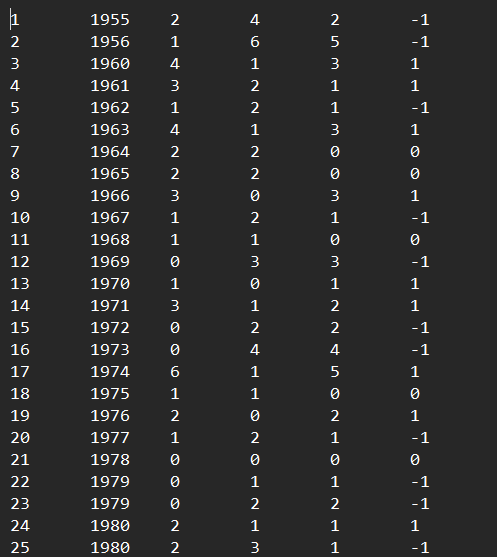 1 1955 2 4 2 -1
2 1956 1 6 5 -1
3 1960 4 1 3 1
4 1961 3 2 1 1
5 1962 1 2 1 -1
6 1963 4 1 3 1
7 1964 2 2 0 0
8 1965 2 2 0 0
9 1966 3 0 3 1
10 1967 1 2 1 -1
11 1968 1 1 0 0
12 1969 0 3 3 -1
13 1970 1 0 1 1
14 1971 3 1 2 1
15 1972 0 2 2 -1
16 1973 0 4 4 -1
17 1974 6 1 5 1
18 1975 1 1 0 0
19 1976 2 0 2 1
20 1977 1 2 1 -1
21 1978 0 0 0 0
22 1979 0 1 1 -1
23 1979 0 2 2 -1
24 1980 2 1 1 1
25 1980 2 3 1 -1